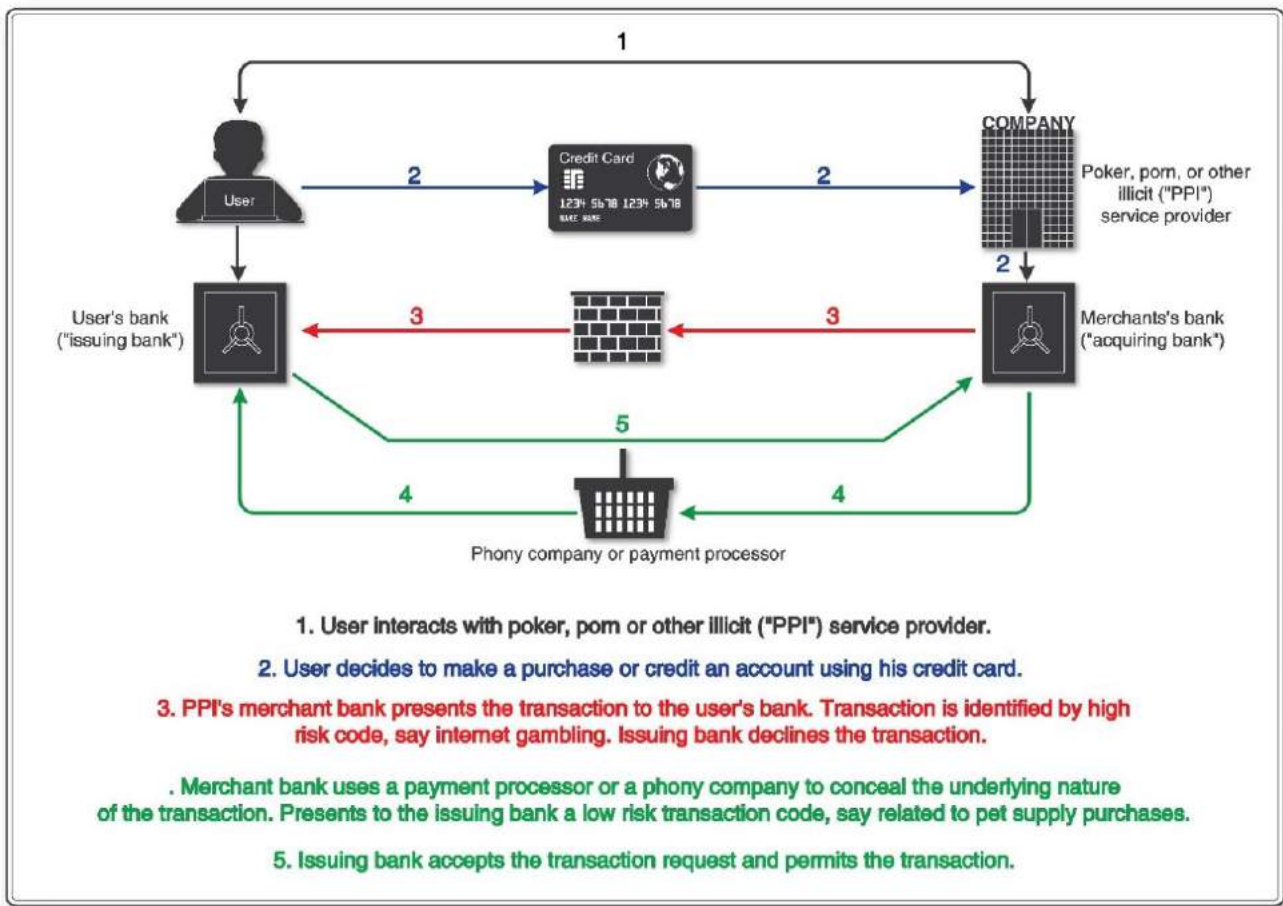 1
COMPANY
Credit Card
1234 5678 1234 5678
NAME NAME
2
2
User
Poker, porn, or other
illicit ("PPI")
service provider
2
User's bank
("issuing bank")
3
3
Merchants's bank
("acquiring bank")
5
4
4
Phony company or payment processor
1. User interacts with poker, porn or other illicit ("PPI") service provider.
2. User decides to make a purchase or credit an account using his credit card.
3. PPI's merchant bank presents the transaction to the user's bank. Transaction is identified by high
risk code, say internet gambling. Issuing bank declines the transaction.
. Merchant bank uses a payment processor or a phony company to conceal the underlying nature
of the transaction. Presents to the issuing bank a low risk transaction code, say related to pet supply purchases.
5. Issuing bank accepts the transaction request and permits the transaction.